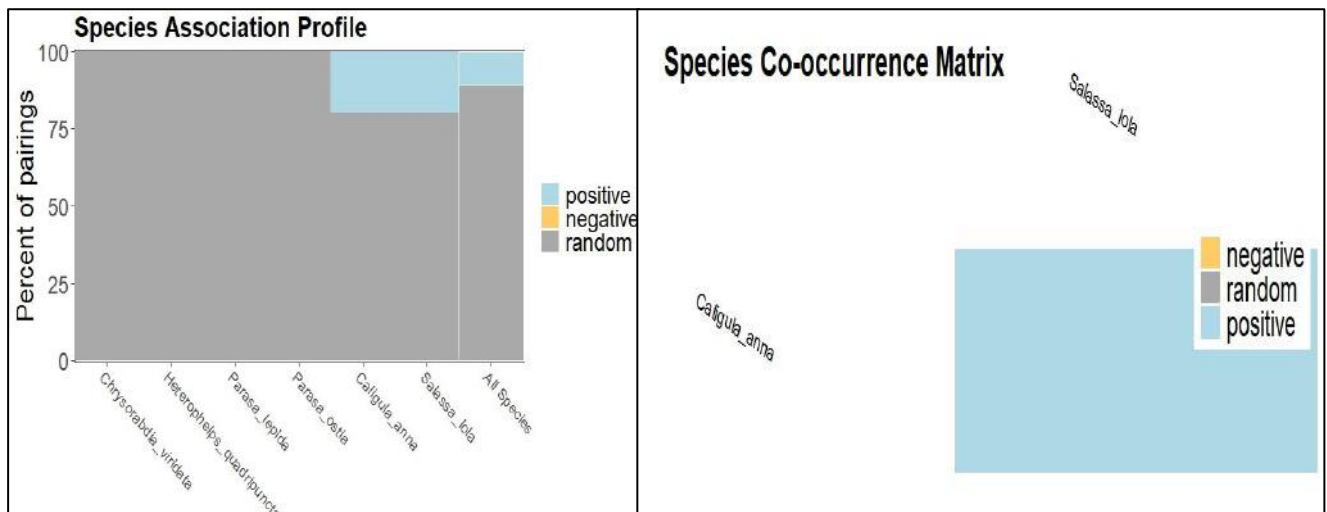 Species Association Profile
100
75
50
25
0
Percent of pairings
Chrysorabdia_viridata
Heterophelps_quadripuncta
Parasa_lepida
Parasa_ostia
Caligula_anna
Salassa_lola
All Species
positive
negative
random
Species Co-occurrence Matrix
Salassa_lola
Caligula_anna
negative
random
positive